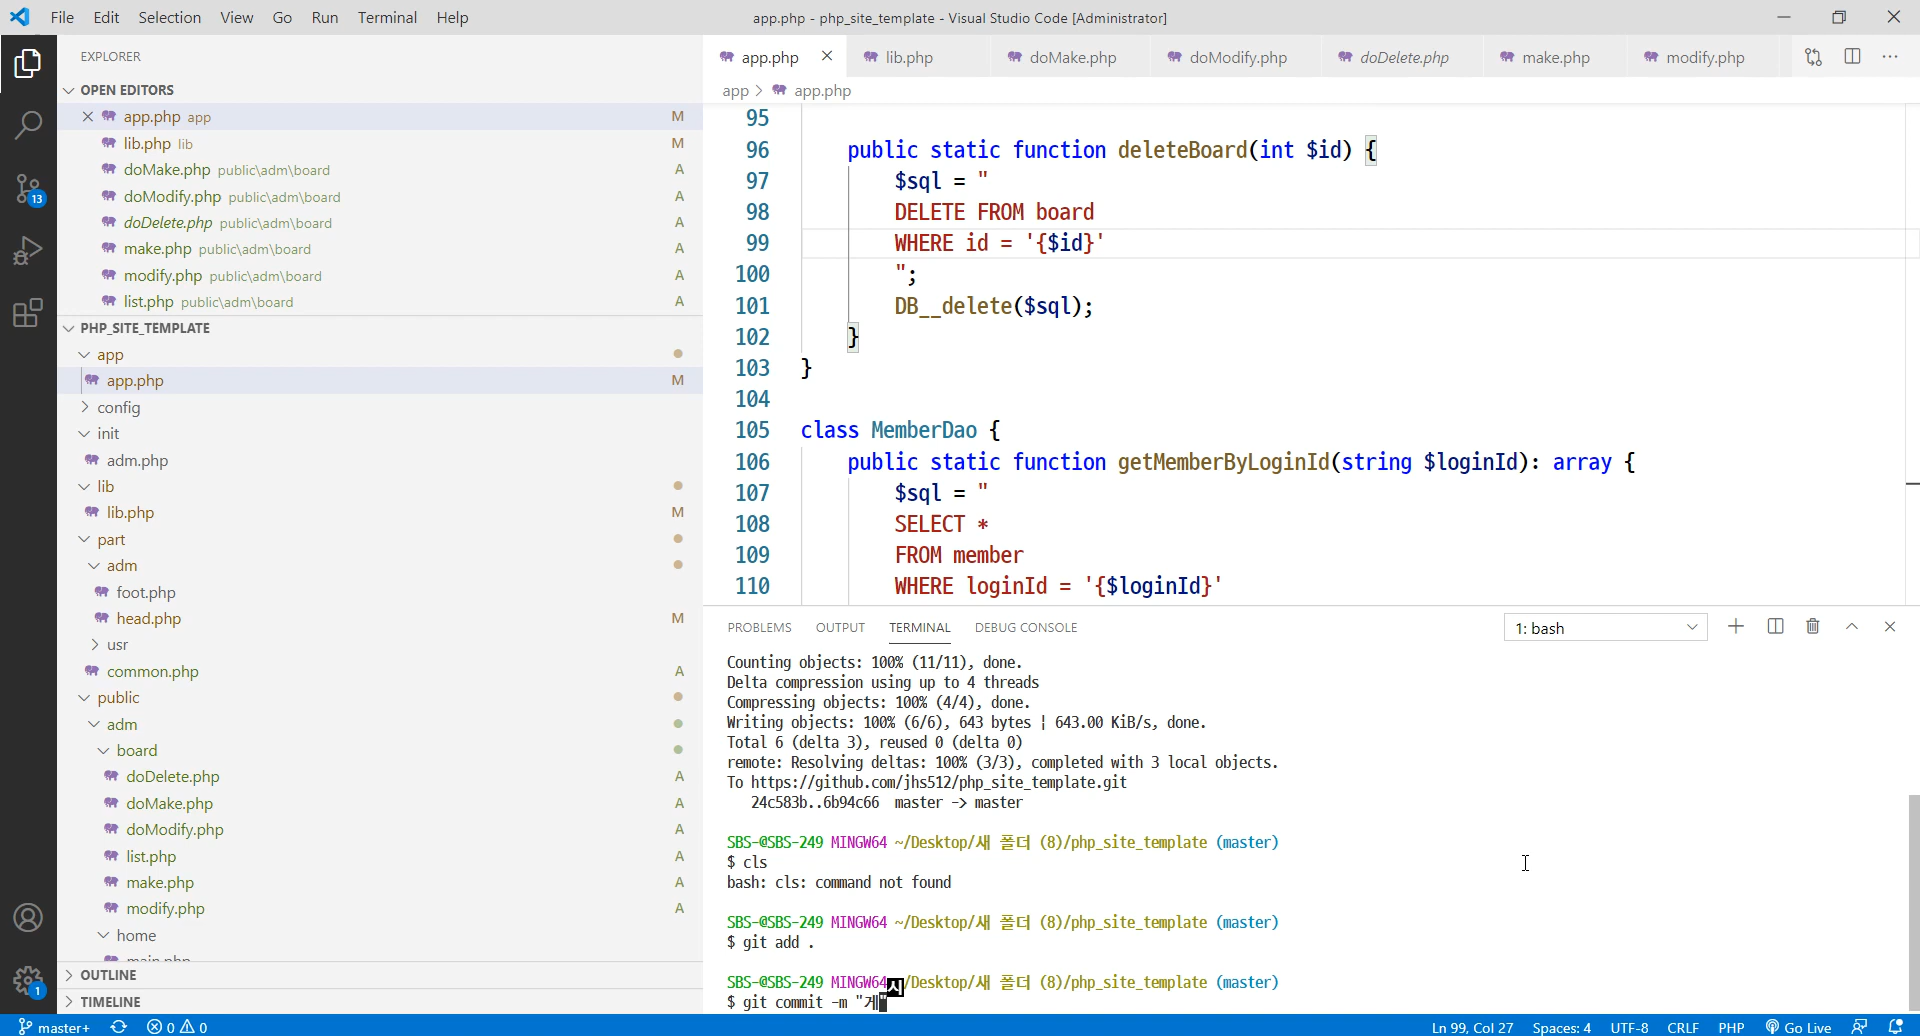 File Edit Selection View Go Run Terminal Help
app.php - php_site_template - Visual Studio Code [Administrator]
EXPLORER
OPEN EDITORS
app.php app M
lib.php lib M
doMake.php public\adm\board A
doModify.php public\adm\board A
doDelete.php public\adm\board A
make.php public\adm\board A
modify.php public\adm\board A
list.php public\adm\board A
PHP_SITE_TEMPLATE
app
app.php M
config
init
adm.php
lib
lib.php M
part
adm
foot.php
head.php M
usr
common.php A
public
adm
board
doDelete.php A
doMake.php A
doModify.php A
list.php A
make.php A
modify.php A
home
main.php
OUTLINE
TIMELINE
13
1
app.php lib.php doMake.php doModify.php doDelete.php make.php modify.php
app > app.php
95
96 public static function deleteBoard(int $id) {
97 $sql = "
98 DELETE FROM board
99 WHERE id = '{$id}'
100 ";
101 DB__delete($sql);
102 }
103 }
104
105 class MemberDao {
106 public static function getMemberByLoginId(string $loginId): array {
107 $sql = "
108 SELECT *
109 FROM member
110 WHERE loginId = '{$loginId}'
PROBLEMS OUTPUT TERMINAL DEBUG CONSOLE 1: bash
Counting objects: 100% (11/11), done.
Delta compression using up to 4 threads
Compressing objects: 100% (4/4), done.
Writing objects: 100% (6/6), 643 bytes ¦ 643.00 KiB/s, done.
Total 6 (delta 3), reused 0 (delta 0)
remote: Resolving deltas: 100% (3/3), completed with 3 local objects.
To https://github.com/jhs512/php_site_template.git
24c583b..6b94c66 master -> master
SBS-@SBS-249 MINGW64 ~/Desktop/새 폴더 (8)/php_site_template (master)
$ cls
bash: cls: command not found
SBS-@SBS-249 MINGW64 ~/Desktop/새 폴더 (8)/php_site_template (master)
$ git add .
SBS-@SBS-249 MINGW64 /Desktop/새 폴더 (8)/php_site_template (master)
시
$ git commit -m "게"
master+ 0 0 Ln 99, Col 27 Spaces: 4 UTF-8 CRLF PHP Go Live